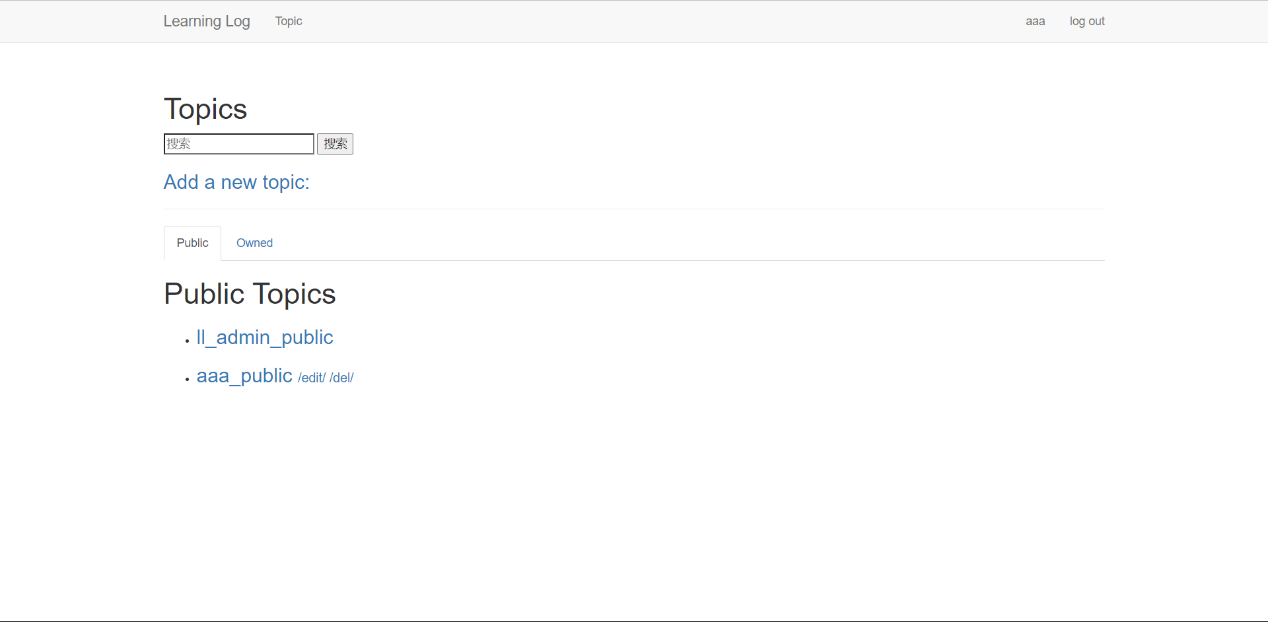 Learning Log Topic aaa log out
Topics
搜索 搜索
Add a new topic:
Public Owned
Public Topics
ll_admin_public
aaa_public /edit/ /del/